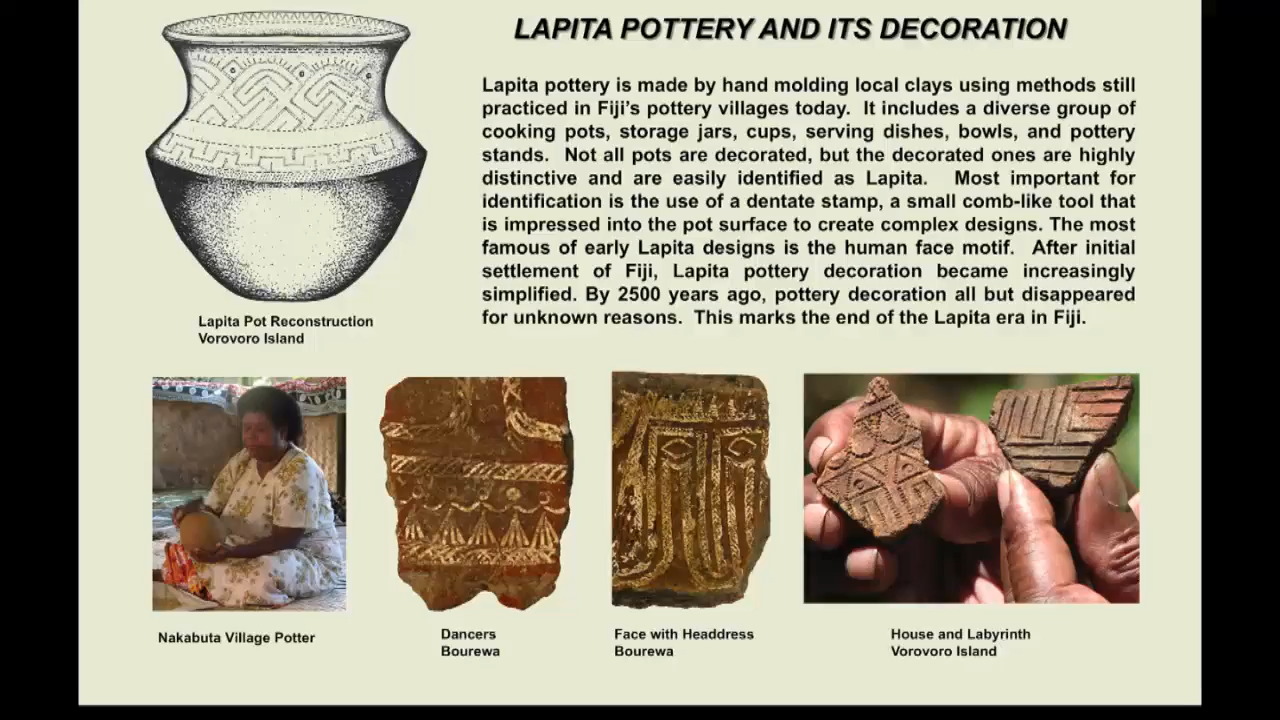 LAPITA POTTERY AND ITS DECORATION
Lapita pottery is made by hand molding local clays using methods still
practiced in Fiji's pottery villages today. It includes a diverse group of
cooking pots, storage jars, cups, serving dishes, bowls, and pottery
stands. Not all pots are decorated, but the decorated ones are highly
distinctive and are easily identified as Lapita. Most important for
identification is the use of a dentate stamp, a small comb-like tool that
is impressed into the pot surface to create complex designs. The most
famous of early Lapita designs is the human face motif. After initial
settlement of Fiji, Lapita pottery decoration became increasingly
simplified. By 2500 years ago, pottery decoration all but disappeared
for unknown reasons. This marks the end of the Lapita era in Fiji.
Lapita Pot Reconstruction
Vorovoro Island
Nakabuta Village Potter
Dancers
Bourewa
Face with Headdress
Bourewa
House and Labyrinth
Vorovoro Island